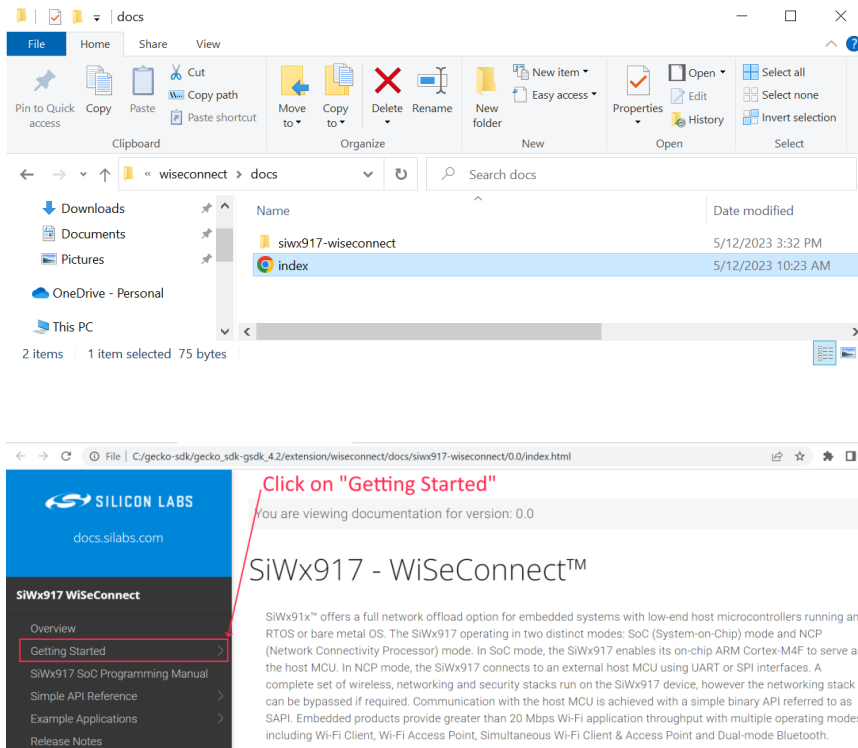 docs
File Home Share View
Pin to Quick access
Copy
Paste
Cut
Copy path
Paste shortcut
Move to
Copy to
Delete
Rename
New folder
New item
Easy access
Properties
Open
Edit
History
Select all
Select none
Invert selection
Clipboard Organize New Open Select
« wiseconnect > docs
Search docs
Downloads
Documents
Pictures
OneDrive - Personal
This PC
Name Date modified
siwx917-wiseconnect 5/12/2023 3:32 PM
index 5/12/2023 10:23 AM
2 items 1 item selected 75 bytes
File | C:/gecko-sdk/gecko_sdk-gsdk_4.2/extension/wiseconnect/docs/siwx917-wiseconnect/0.0/index.html
SILICON LABS
docs.silabs.com
SiWx917 WiSeConnect
Overview
Getting Started
SiWx917 SoC Programming Manual
Simple API Reference
Example Applications
Release Notes
Click on "Getting Started"
You are viewing documentation for version: 0.0
SiWx917 - WiSeConnect™
SiWx91x™ offers a full network offload option for embedded systems with low-end host microcontrollers running an
RTOS or bare metal OS. The SiWx917 operating in two distinct modes: SoC (System-on-Chip) mode and NCP
(Network Connectivity Processor) mode. In SoC mode, the SiWx917 enables its on-chip ARM Cortex-M4F to serve a
the host MCU. In NCP mode, the SiWx917 connects to an external host MCU using UART or SPI interfaces. A
complete set of wireless, networking and security stacks run on the SiWx917 device, however the networking stack
can be bypassed if required. Communication with the host MCU is achieved with a simple binary API referred to as
SAPI. Embedded products provide greater than 20 Mbps Wi-Fi application throughput with multiple operating modes
including Wi-Fi Client, Wi-Fi Access Point, Simultaneous Wi-Fi Client & Access Point and Dual-mode Bluetooth.